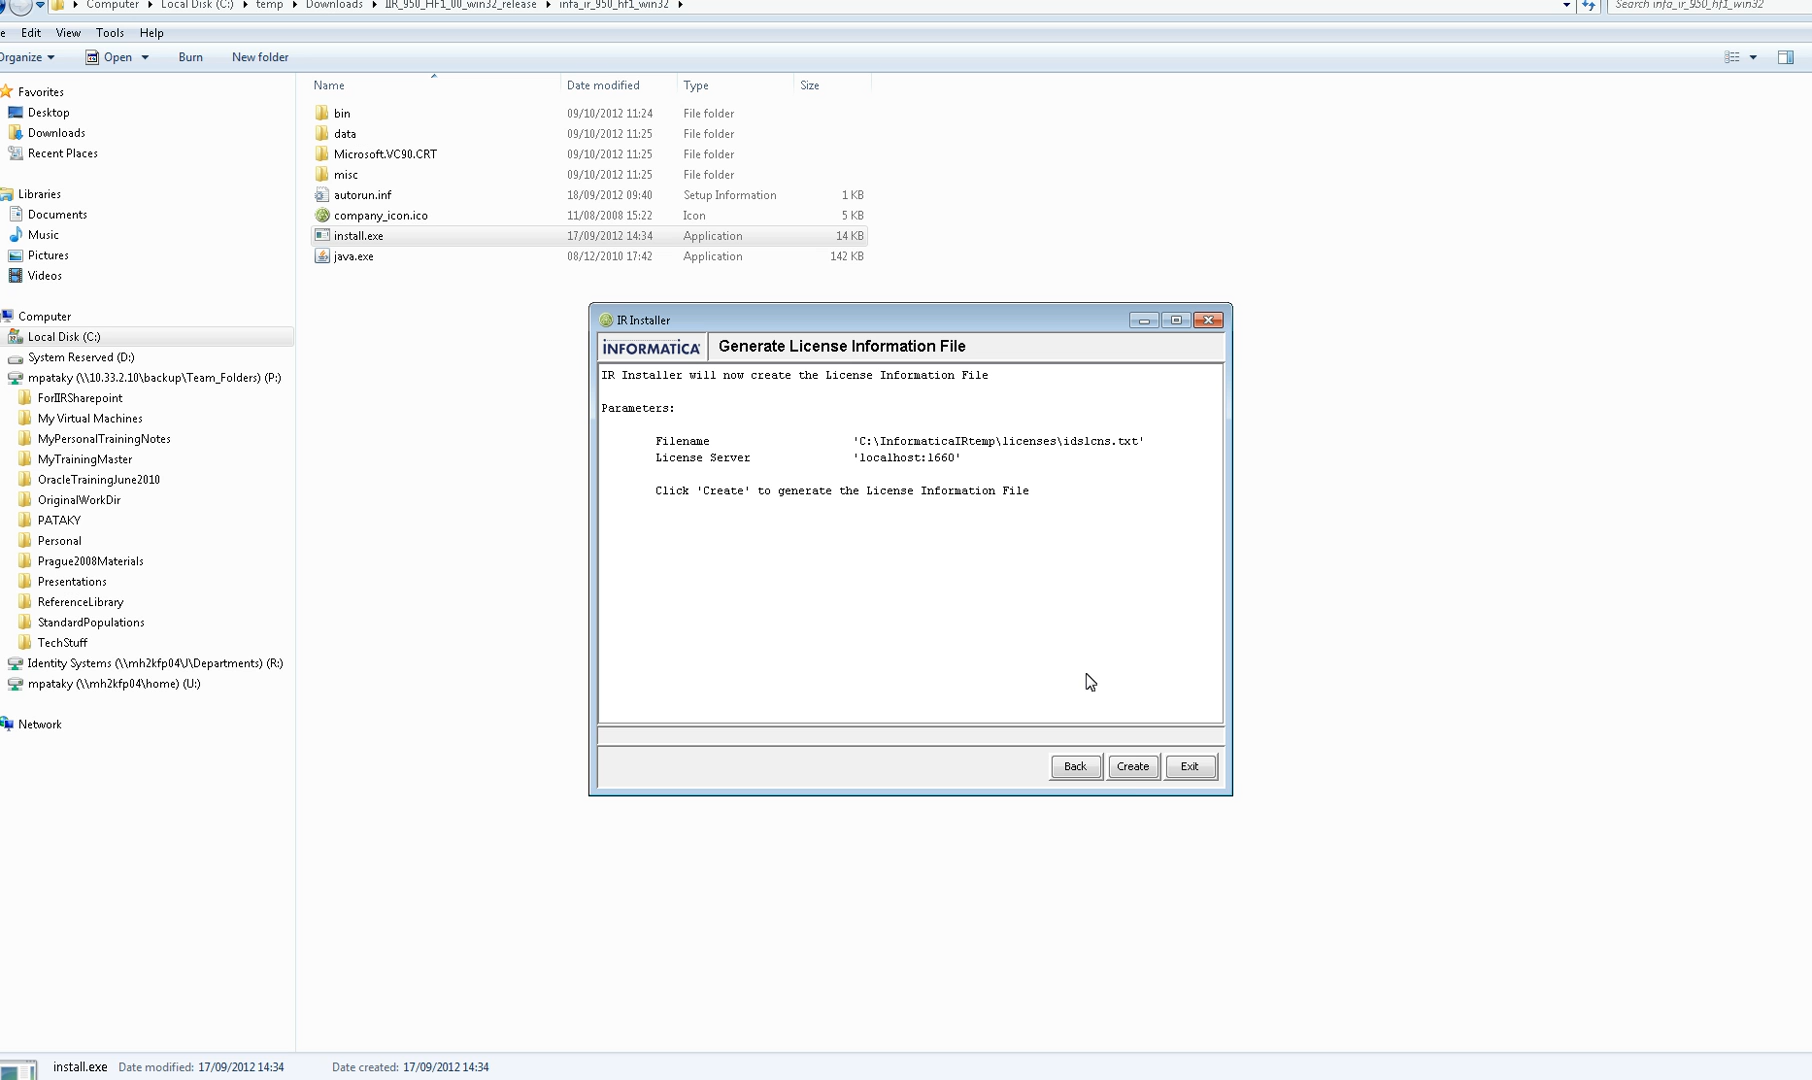 Computer Local Disk (C:) temp Downloads IIR_950_HF1_00_win32_release infa_ir_950_hf1_win32
Search infa_ir_950_hf1_win32
Edit View Tools Help
Organize Open Burn New folder
Name Date modified Type Size
bin 09/10/2012 11:24 File folder
data 09/10/2012 11:25 File folder
Microsoft.VC90.CRT 09/10/2012 11:25 File folder
misc 09/10/2012 11:25 File folder
autorun.inf 18/09/2012 09:40 Setup Information 1 KB
company_icon.ico 11/08/2008 15:22 Icon 5 KB
install.exe 17/09/2012 14:34 Application 14 KB
java.exe 08/12/2010 17:42 Application 142 KB
Favorites
Desktop
Downloads
Recent Places
Libraries
Documents
Music
Pictures
Videos
Computer
Local Disk (C:)
System Reserved (D:)
mpataky (\\10.33.2.10\backup\Team_Folders) (P:)
ForIIRSharepoint
My Virtual Machines
MyPersonalTrainingNotes
MyTrainingMaster
OracleTrainingJune2010
OriginalWorkDir
PATAKY
Personal
Prague2008Materials
Presentations
ReferenceLibrary
StandardPopulations
TechStuff
Identity Systems (\\mh2kfp04\J\Departments) (R:)
mpataky (\\mh2kfp04\home) (U:)
Network
IR Installer
INFORMATICA Generate License Information File
IR Installer will now create the License Information File
Parameters:
Filename 'C:\InformaticaIRtemp\licenses\idslcns.txt'
License Server 'localhost:1660'
Click 'Create' to generate the License Information File
Back Create Exit
install.exe Date modified: 17/09/2012 14:34 Date created: 17/09/2012 14:34